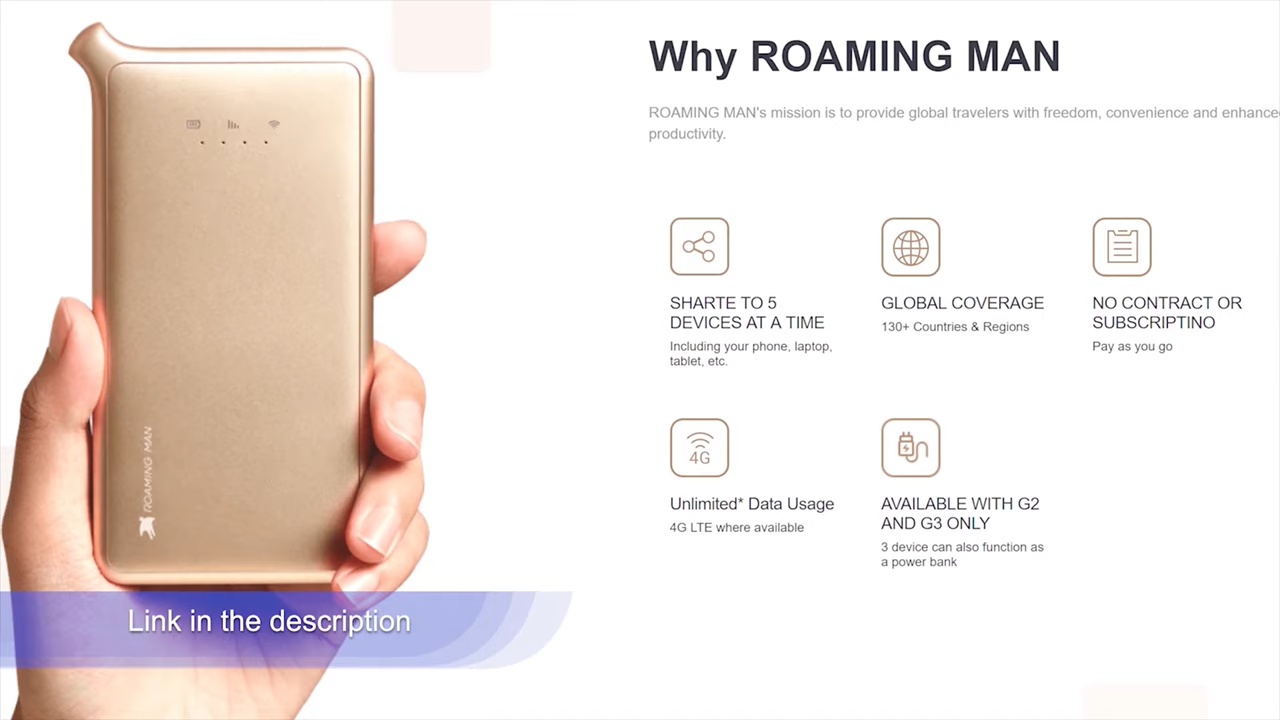 Why ROAMING MAN
ROAMING MAN's mission is to provide global travelers with freedom, convenience and enhance
productivity.
SHARTE TO 5
DEVICES AT A TIME
Including your phone, laptop,
tablet, etc.
GLOBAL COVERAGE
130+ Countries & Regions
NO CONTRACT OR
SUBSCRIPTINO
Pay as you go
4G
Unlimited* Data Usage
4G LTE where available
AVAILABLE WITH G2
AND G3 ONLY
3 device can also function as
a power bank
ROAMING MAN
Link in the description